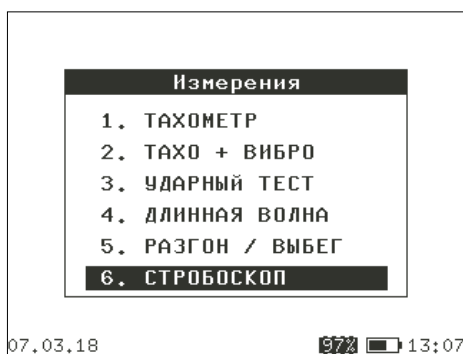 Измерения
1. ТАХОМЕТР
2. ТАХО + ВИБРО
3. УДАРНЫЙ ТЕСТ
4. ДЛИННАЯ ВОЛНА
5. РАЗГОН / ВЫБЕГ
6. СТРОБОСКОП
07.03.18 97% 13:07